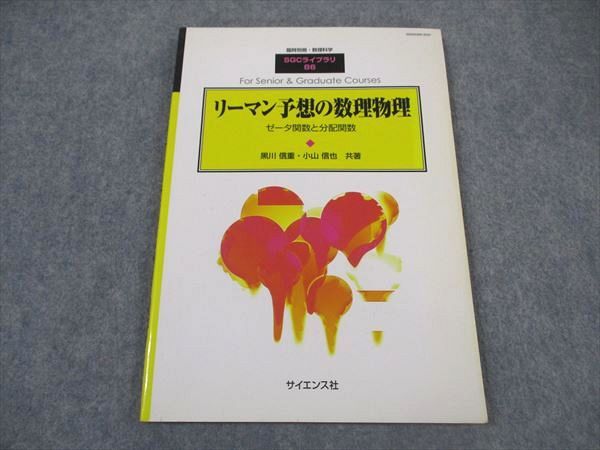 臨時別冊・数理科学
SGCライブラリ
86
For Senior & Graduate Courses
リーマン予想の数理物理
ゼータ関数と分配関数
黒川 信重・小山 信也 共著
サイエンス社